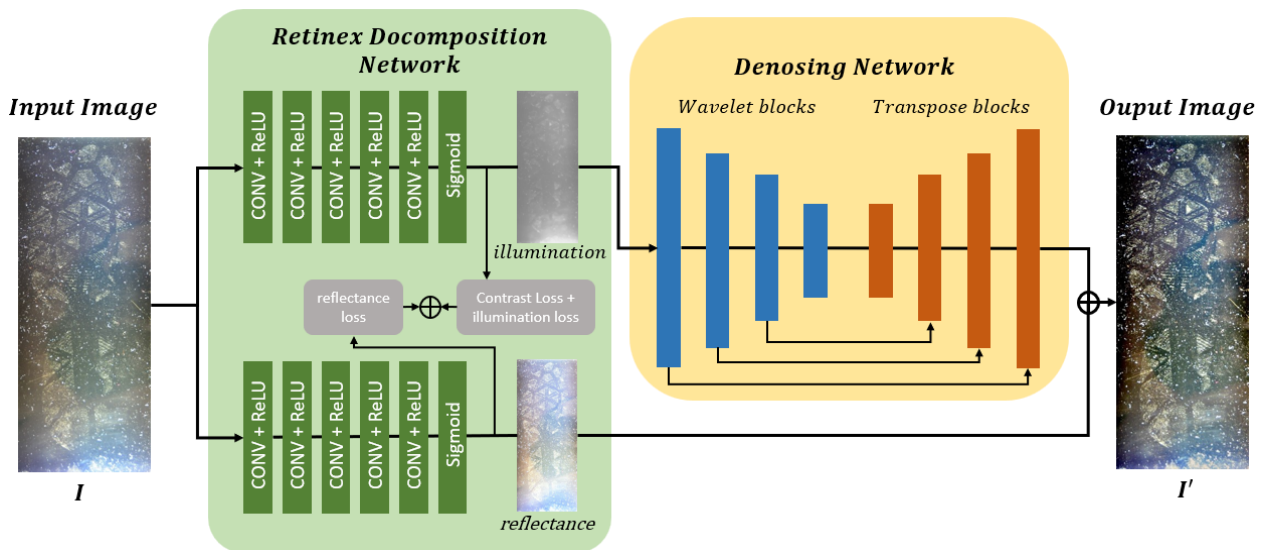 Input Image
I
Retinex Docomposition
Network
CONV + ReLU
CONV + ReLU
CONV + ReLU
CONV + ReLU
CONV + ReLU
Sigmoid
illumination
reflectance
loss
Contrast Loss +
illumination loss
CONV + ReLU
CONV + ReLU
CONV + ReLU
CONV + ReLU
CONV + ReLU
Sigmoid
reflectance
Denosing Network
Wavelet blocks
Transpose blocks
Ouput Image
I′